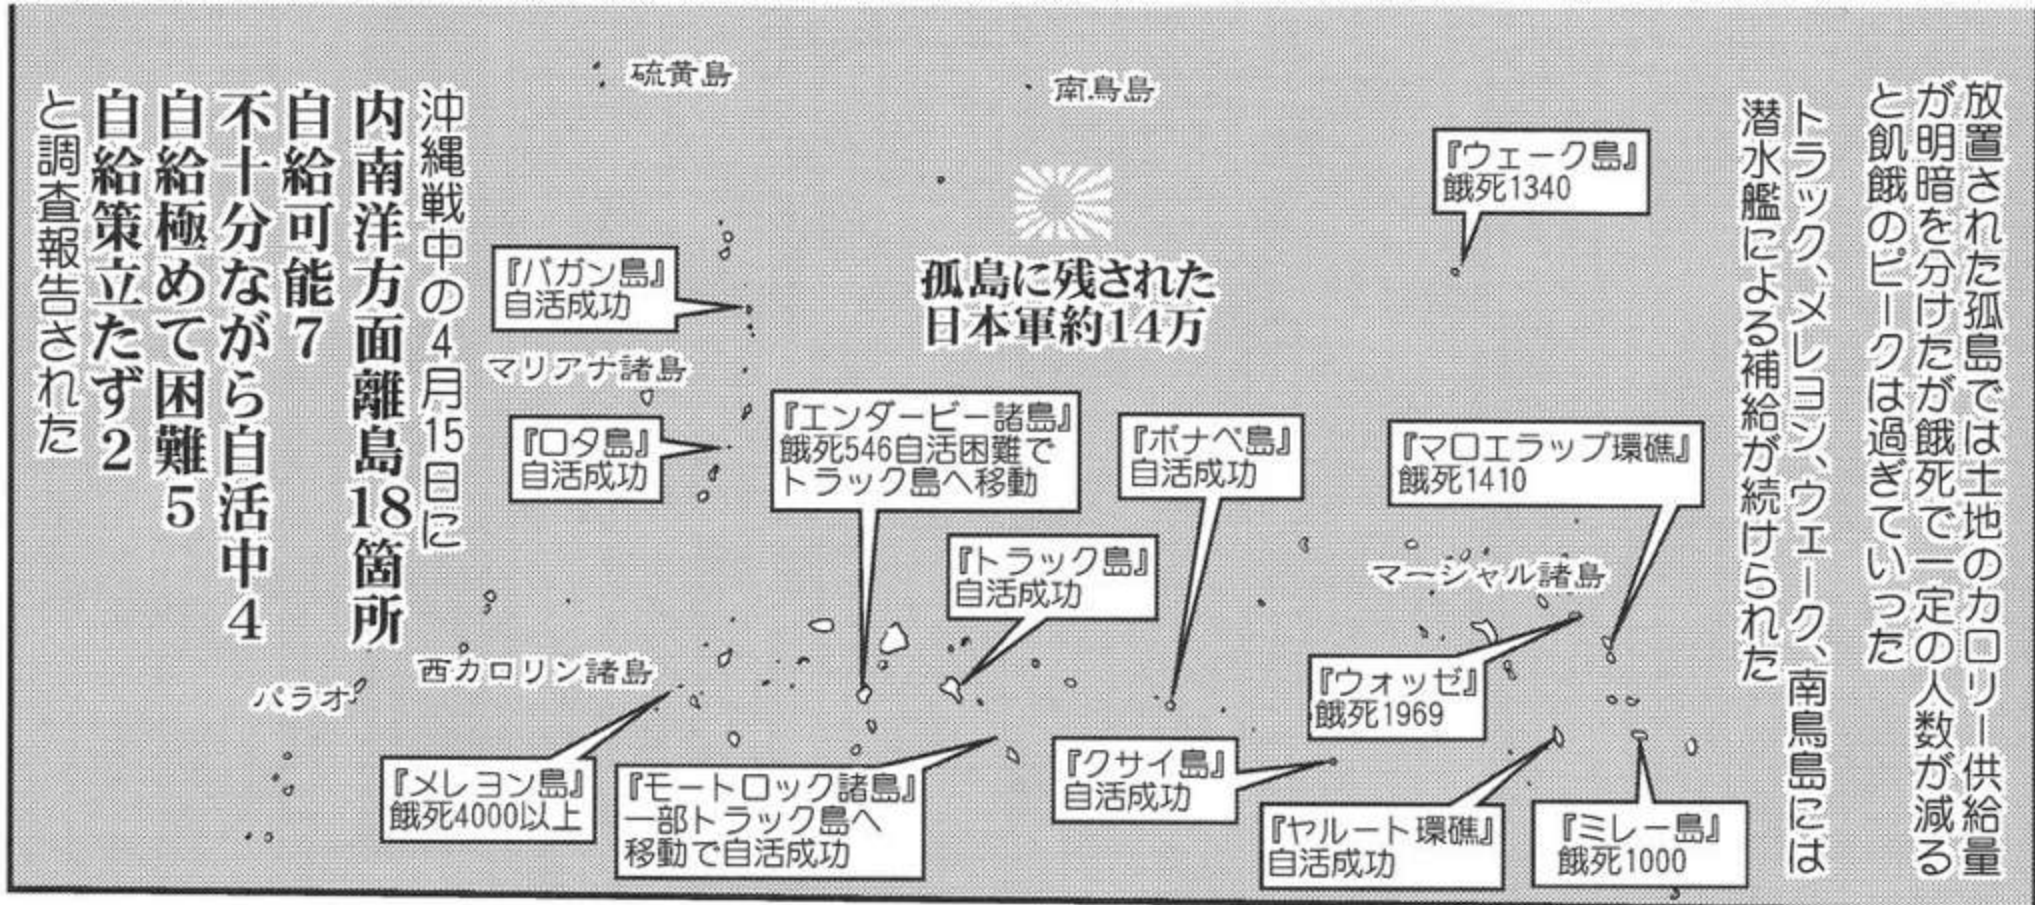 放置された孤島では土地のカロリー供給量
が明暗を分けたが餓死で一定の人数が減る
と飢餓のピークは過ぎていった
トラック、メレヨン、ウェーク、南鳥島には
潜水艦による補給が続けられた
『ウェーク島』
餓死1340
南鳥島
硫黄島
孤島に残された
日本軍約14万
『パガン島』
自活成功
マリアナ諸島
『ロタ島』
自活成功
『エンダービー諸島』
餓死546自活困難で
トラック島へ移動
『ポナペ島』
自活成功
『マロエラップ環礁』
餓死1410
『トラック島』
自活成功
マーシャル諸島
『ウォッゼ』
餓死1969
西カロリン諸島
パラオ
『メレヨン島』
餓死4000以上
『モートロック諸島』
一部トラック島へ
移動で自活成功
『クサイ島』
自活成功
『ヤルート環礁』
自活成功
『ミレー島』
餓死1000
沖縄戦中の4月15日に
内南洋方面離島18箇所
自給可能7
不十分ながら自活中4
自給極めて困難5
自給策立たず2
と調査報告された